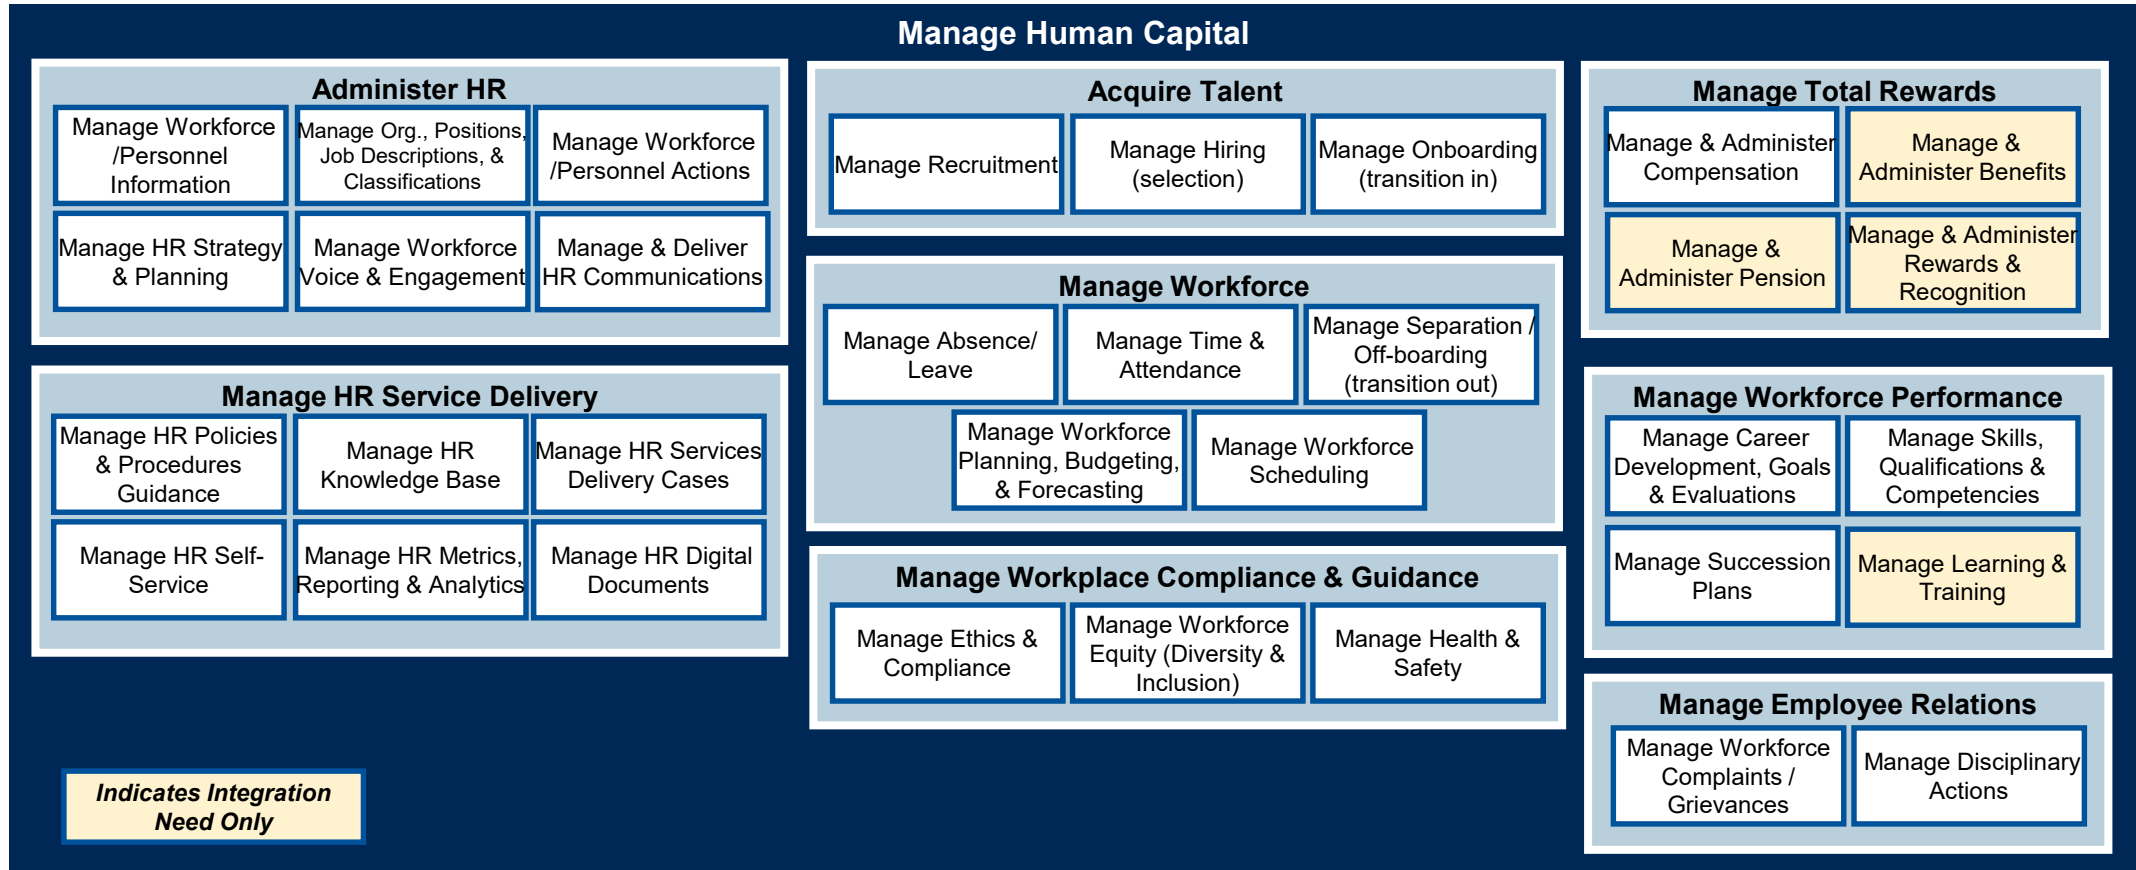 Manage Human Capital
Administer HR
Manage Workforce
/Personnel
Information
Manage Org., Positions,
Job Descriptions, &
Classifications
Manage Workforce
/Personnel Actions
Manage HR Strategy
& Planning
Manage Workforce
Voice & Engagement
Manage & Deliver
HR Communications
Manage HR Service Delivery
Manage HR Policies
& Procedures
Guidance
Manage HR
Knowledge Base
Manage HR Services
Delivery Cases
Manage HR Self-
Service
Manage HR Metrics,
Reporting & Analytics
Manage HR Digital
Documents
Indicates Integration
Need Only
Acquire Talent
Manage Recruitment
Manage Hiring
(selection)
Manage Onboarding
(transition in)
Manage Workforce
Manage Absence/
Leave
Manage Time &
Attendance
Manage Separation /
Off-boarding
(transition out)
Manage Workforce
Planning, Budgeting,
& Forecasting
Manage Workforce
Scheduling
Manage Workplace Compliance & Guidance
Manage Ethics &
Compliance
Manage Workforce
Equity (Diversity &
Inclusion)
Manage Health &
Safety
Manage Total Rewards
Manage & Administer
Compensation
Manage &
Administer Benefits
Manage &
Administer Pension
Manage & Administer
Rewards &
Recognition
Manage Workforce Performance
Manage Career
Development, Goals
& Evaluations
Manage Skills,
Qualifications &
Competencies
Manage Succession
Plans
Manage Learning &
Training
Manage Employee Relations
Manage Workforce
Complaints /
Grievances
Manage Disciplinary
Actions